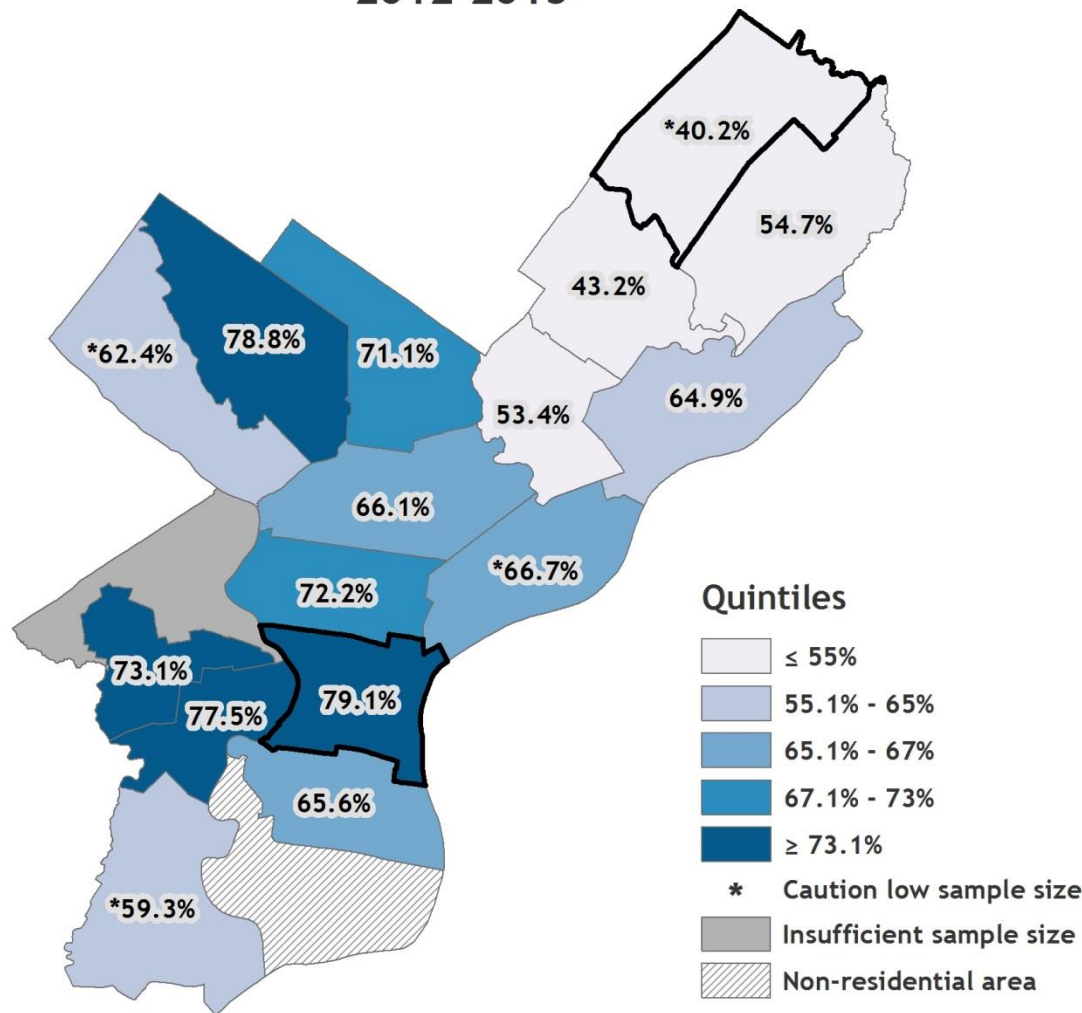 2012-2013
*40.2%
54.7%
43.2%
78.8%
71.1%
*62.4%
64.9%
53.4%
66.1%
*66.7%
72.2%
73.1%
79.1%
77.5%
65.6%
*59.3%
Quintiles
≤ 55%
55.1% - 65%
65.1% - 67%
67.1% - 73%
≥ 73.1%
* Caution low sample size
Insufficient sample size
Non-residential area